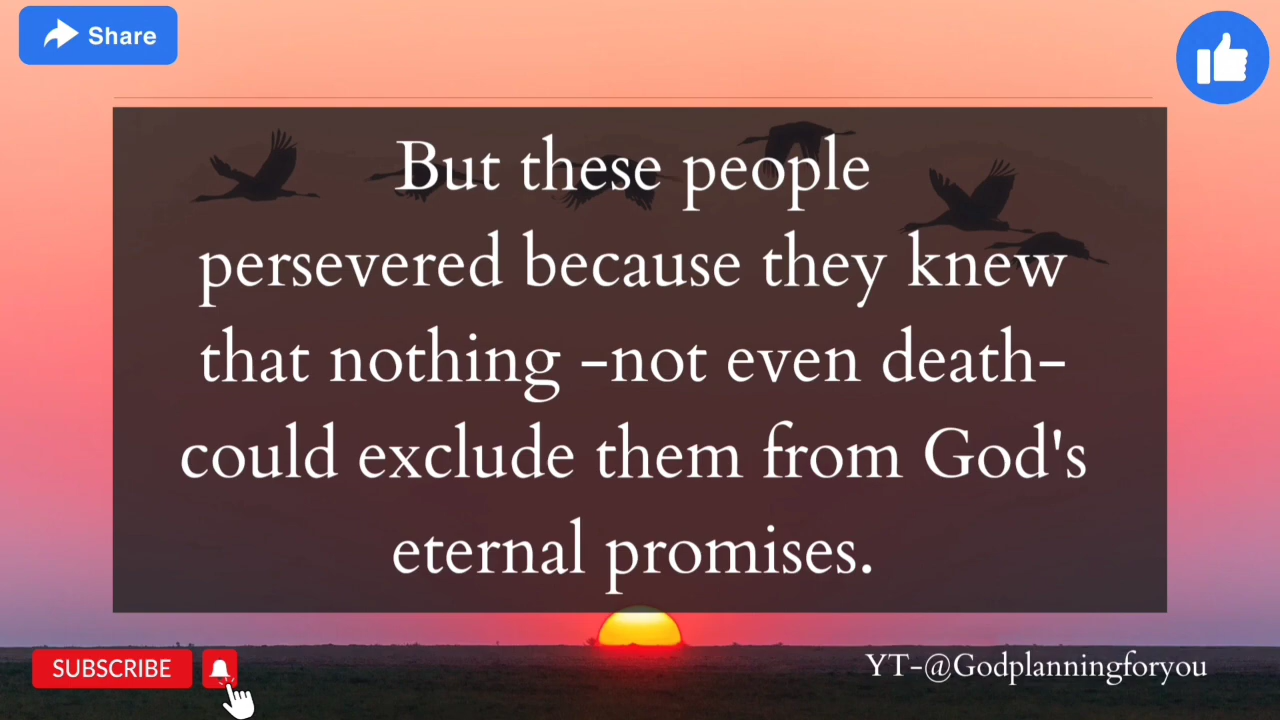 Share
But these people
persevered because they knew
that nothing -not even death-
could exclude them from God's
eternal promises.
SUBSCRIBE
YT-@Godplanningforyou